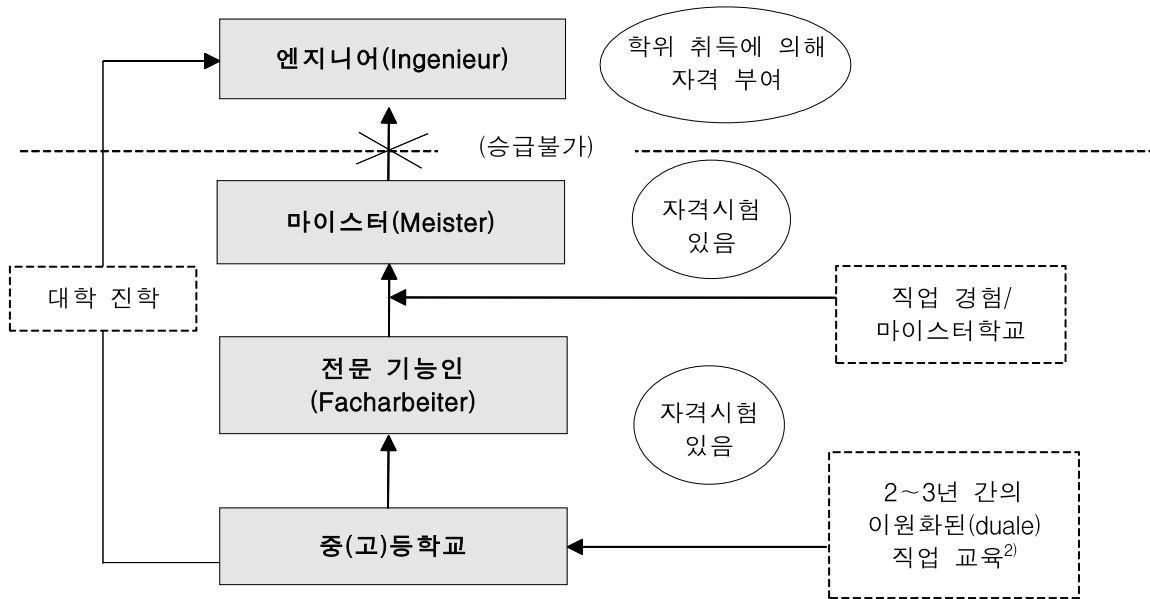 엔지니어(Ingenieur)
학위 취득에 의해
자격 부여
(승급불가)
마이스터(Meister)
자격시험
있음
대학 진학
직업 경험/
마이스터학교
전문 기능인
(Facharbeiter)
자격시험
있음
2~3년 간의
이원화된(duale)
직업 교육2)
중(고)등학교